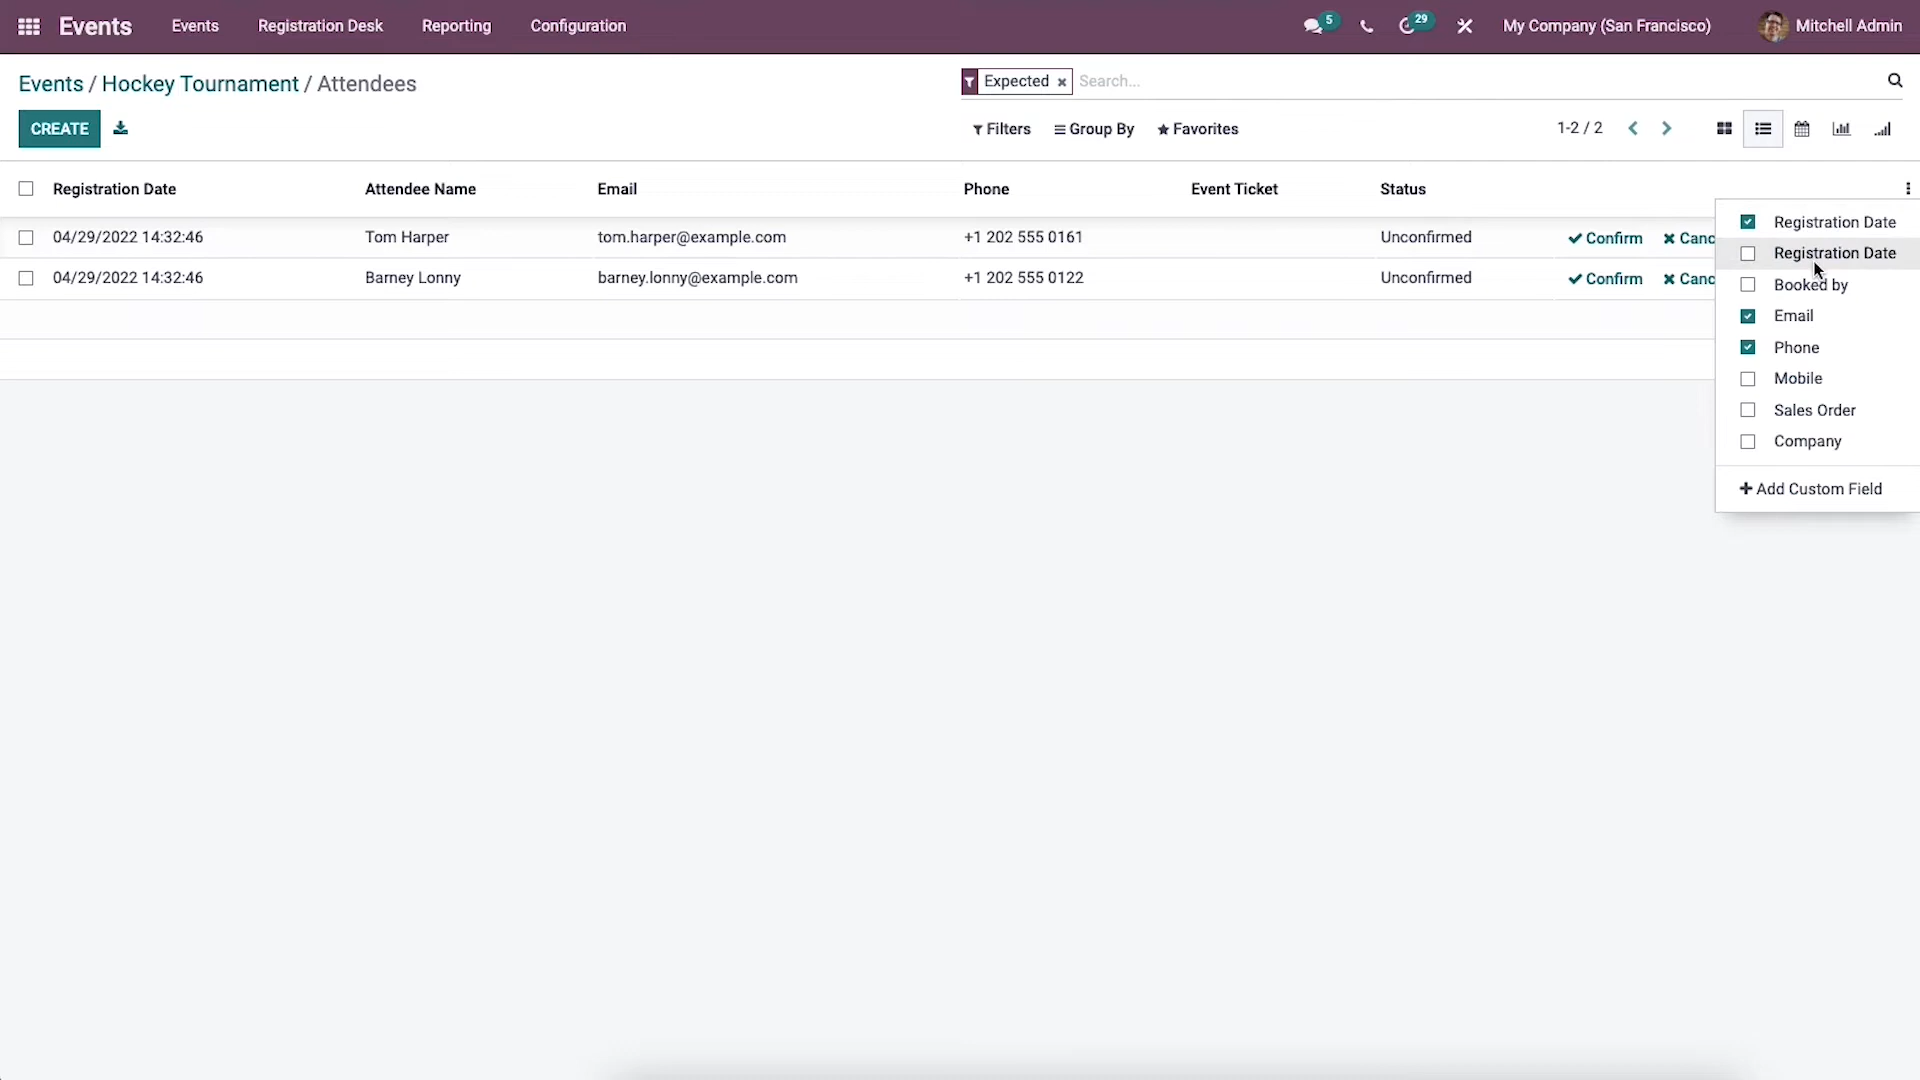 Events Events Registration Desk Reporting Configuration 5 29 My Company (San Francisco) Mitchell Admin
Events / Hockey Tournament / Attendees
Expected × Search...
CREATE
Filters Group By Favorites 1-2 / 2
Registration Date Attendee Name Email Phone Event Ticket Status
04/29/2022 14:32:46 Tom Harper tom.harper@example.com +1 202 555 0161 Unconfirmed Confirm Canc
04/29/2022 14:32:46 Barney Lonny barney.lonny@example.com +1 202 555 0122 Unconfirmed Confirm Canc
Registration Date
Registration Date
Booked by
Email
Phone
Mobile
Sales Order
Company
+ Add Custom Field